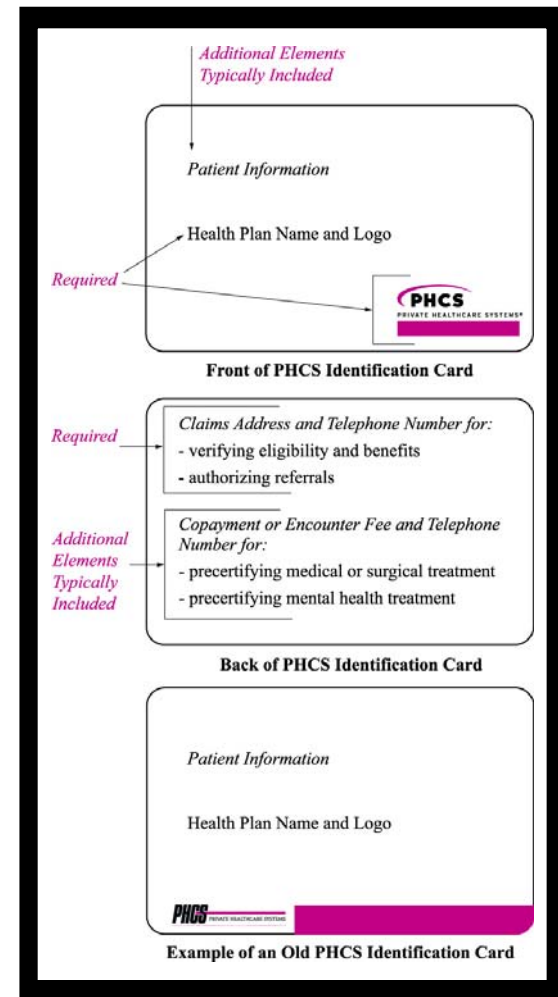 Additional Elements
Typically Included
Patient Information
Health Plan Name and Logo
Required
PHCS
PRIVATE HEALTHCARE SYSTEMS®
Front of PHCS Identification Card
Required
Claims Address and Telephone Number for:
- verifying eligibility and benefits
- authorizing referrals
Additional
Elements
Typically
Included
Copayment or Encounter Fee and Telephone
Number for:
- precertifying medical or surgical treatment
- precertifying mental health treatment
Back of PHCS Identification Card
Patient Information
Health Plan Name and Logo
PHCS PRIVATE HEALTHCARE SYSTEMS
Example of an Old PHCS Identification Card